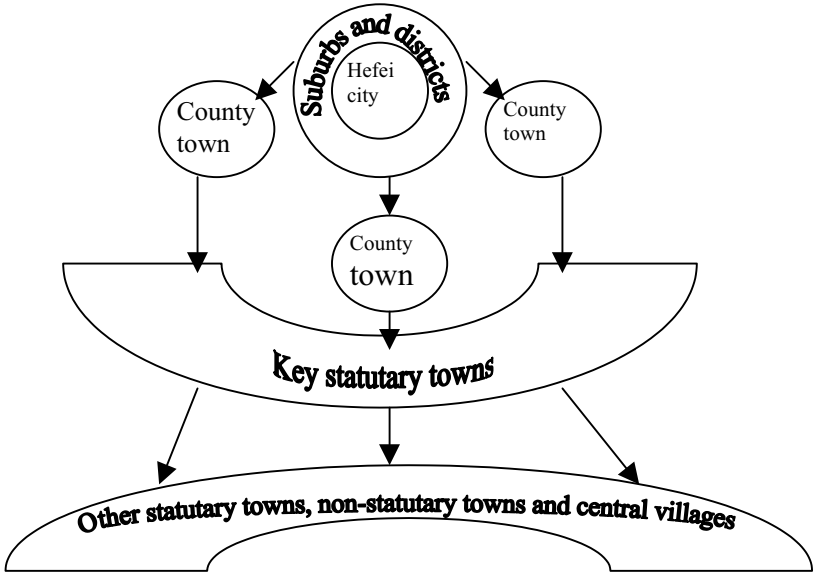 Suburbs and districts
Hefei
city
County
town
County
town
County
town
Key statutary towns
Other statutary towns, non-statutary towns and central villages